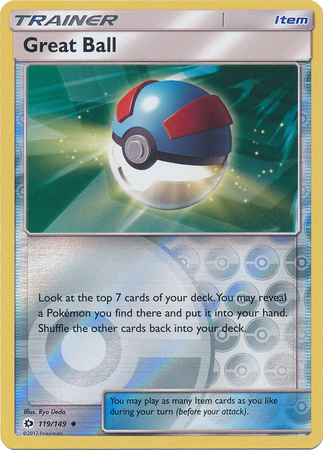 TRAINER Item
Great Ball
Look at the top 7 cards of your deck. You may reveal
a Pokémon you find there and put it into your hand.
Shuffle the other cards back into your deck.
Illus. Ryo Ueda
119/149
©2017 Pokémon
You may play as many Item cards as you like
during your turn (before your attack).